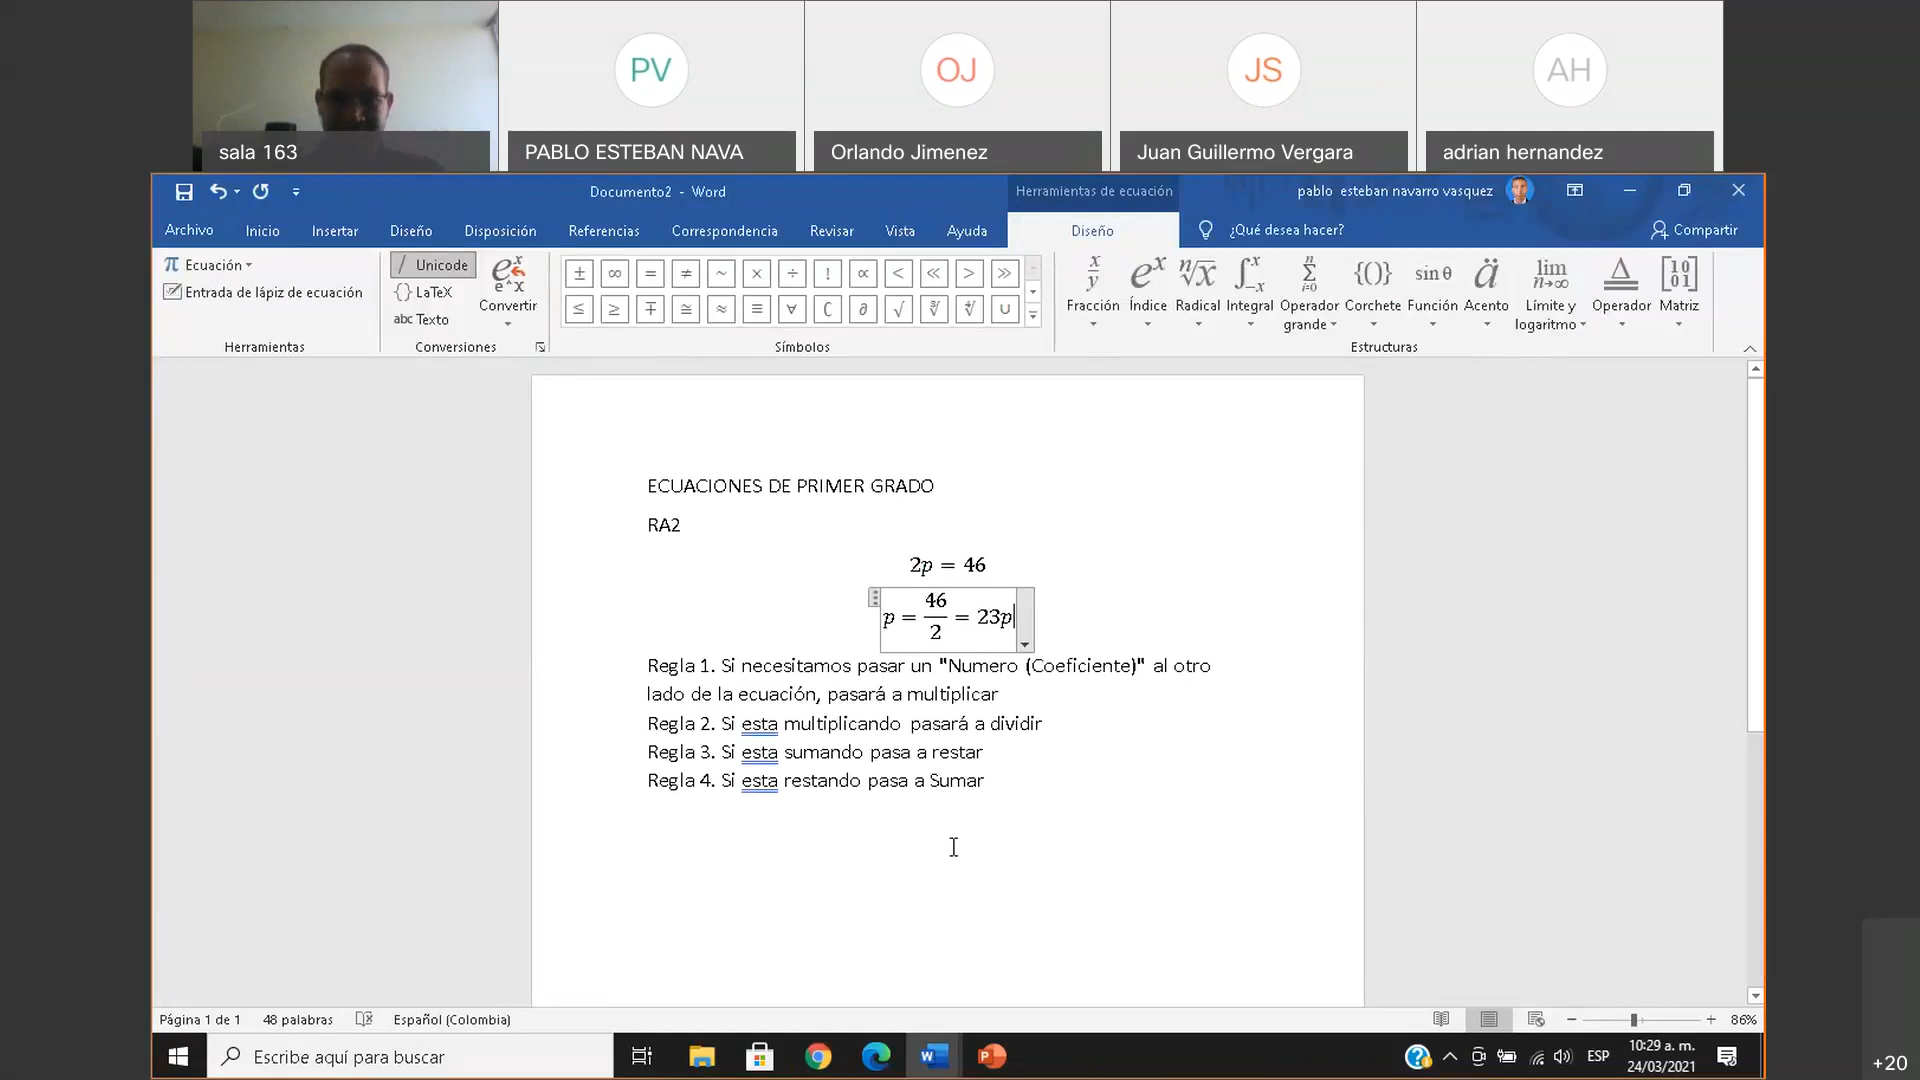 PV
OJ
JS
AH
sala 163
PABLO ESTEBAN NAVA
Orlando Jimenez
Juan Guillermo Vergara
adrian hernandez
Documento2 - Word
Herramientas de ecuación
pablo esteban navarro vasquez
Archivo
Inicio
Insertar
Diseño
Disposición
Referencias
Correspondencia
Revisar
Vista
Ayuda
Diseño
¿Qué desea hacer?
Compartir
π Ecuación
Entrada de lápiz de ecuación
Herramientas
/ Unicode
{} LaTeX
abc Texto
Convertir
Conversiones
± ∞ = ≠ ~ × ÷ ! ∝ < ≪ > ≫
≤ ≥ ∓ ≅ ≈ ≡ ∀ ∁ ∂ √ ∛ ∜ ∪
Símbolos
Fracción
Índice
Radical
Integral
Operador grande
Corchete
Función
Acento
Límite y logaritmo
Operador
Matriz
Estructuras
ECUACIONES DE PRIMER GRADO
RA2
2p = 46
p = 46/2 = 23p
Regla 1. Si necesitamos pasar un "Numero (Coeficiente)" al otro
lado de la ecuación, pasará a multiplicar
Regla 2. Si esta multiplicando pasará a dividir
Regla 3. Si esta sumando pasa a restar
Regla 4. Si esta restando pasa a Sumar
Página 1 de 1
48 palabras
Español (Colombia)
86%
Escribe aquí para buscar
ESP
10:29 a. m.
24/03/2021
+20